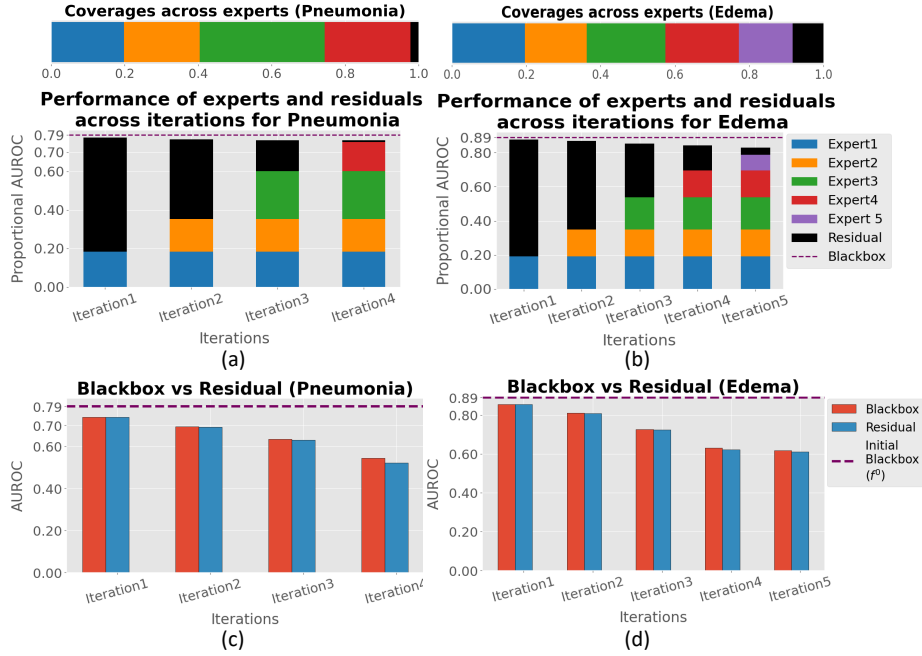 Coverages across experts (Pneumonia)
0.0 0.2 0.4 0.6 0.8 1.0
Performance of experts and residuals
across iterations for Pneumonia
Proportional AUROC
0.79
0.70
0.60
0.40
0.20
0.00
Iteration1 Iteration2 Iteration3 Iteration4
Iterations
(a)
Coverages across experts (Edema)
0.0 0.2 0.4 0.6 0.8 1.0
Performance of experts and residuals
across iterations for Edema
Proportional AUROC
0.89
0.80
0.60
0.40
0.20
0.00
Iteration1 Iteration2 Iteration3 Iteration4 Iteration5
Iterations
(b)
Expert1
Expert2
Expert3
Expert4
Expert 5
Residual
Blackbox
Blackbox vs Residual (Pneumonia)
AUROC
0.79
0.70
0.60
0.40
0.20
0.00
Iteration1 Iteration2 Iteration3 Iteration4
Iterations
(c)
Blackbox vs Residual (Edema)
AUROC
0.89
0.80
0.60
0.40
0.20
0.00
Iteration1 Iteration2 Iteration3 Iteration4 Iteration5
Iterations
(d)
Blackbox
Residual
Initial
Blackbox
(f⁰)